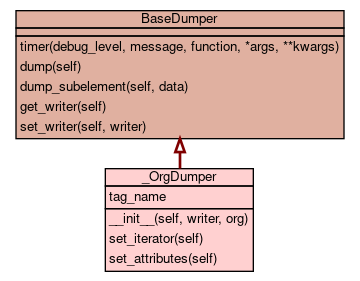 BaseDumper
timer(debug_level, message, function, *args, **kwargs)
dump(self)
dump_subelement(self, data)
get_writer(self)
set_writer(self, writer)
_OrgDumper
tag_name
__init__(self, writer, org)
set_iterator(self)
set_attributes(self)